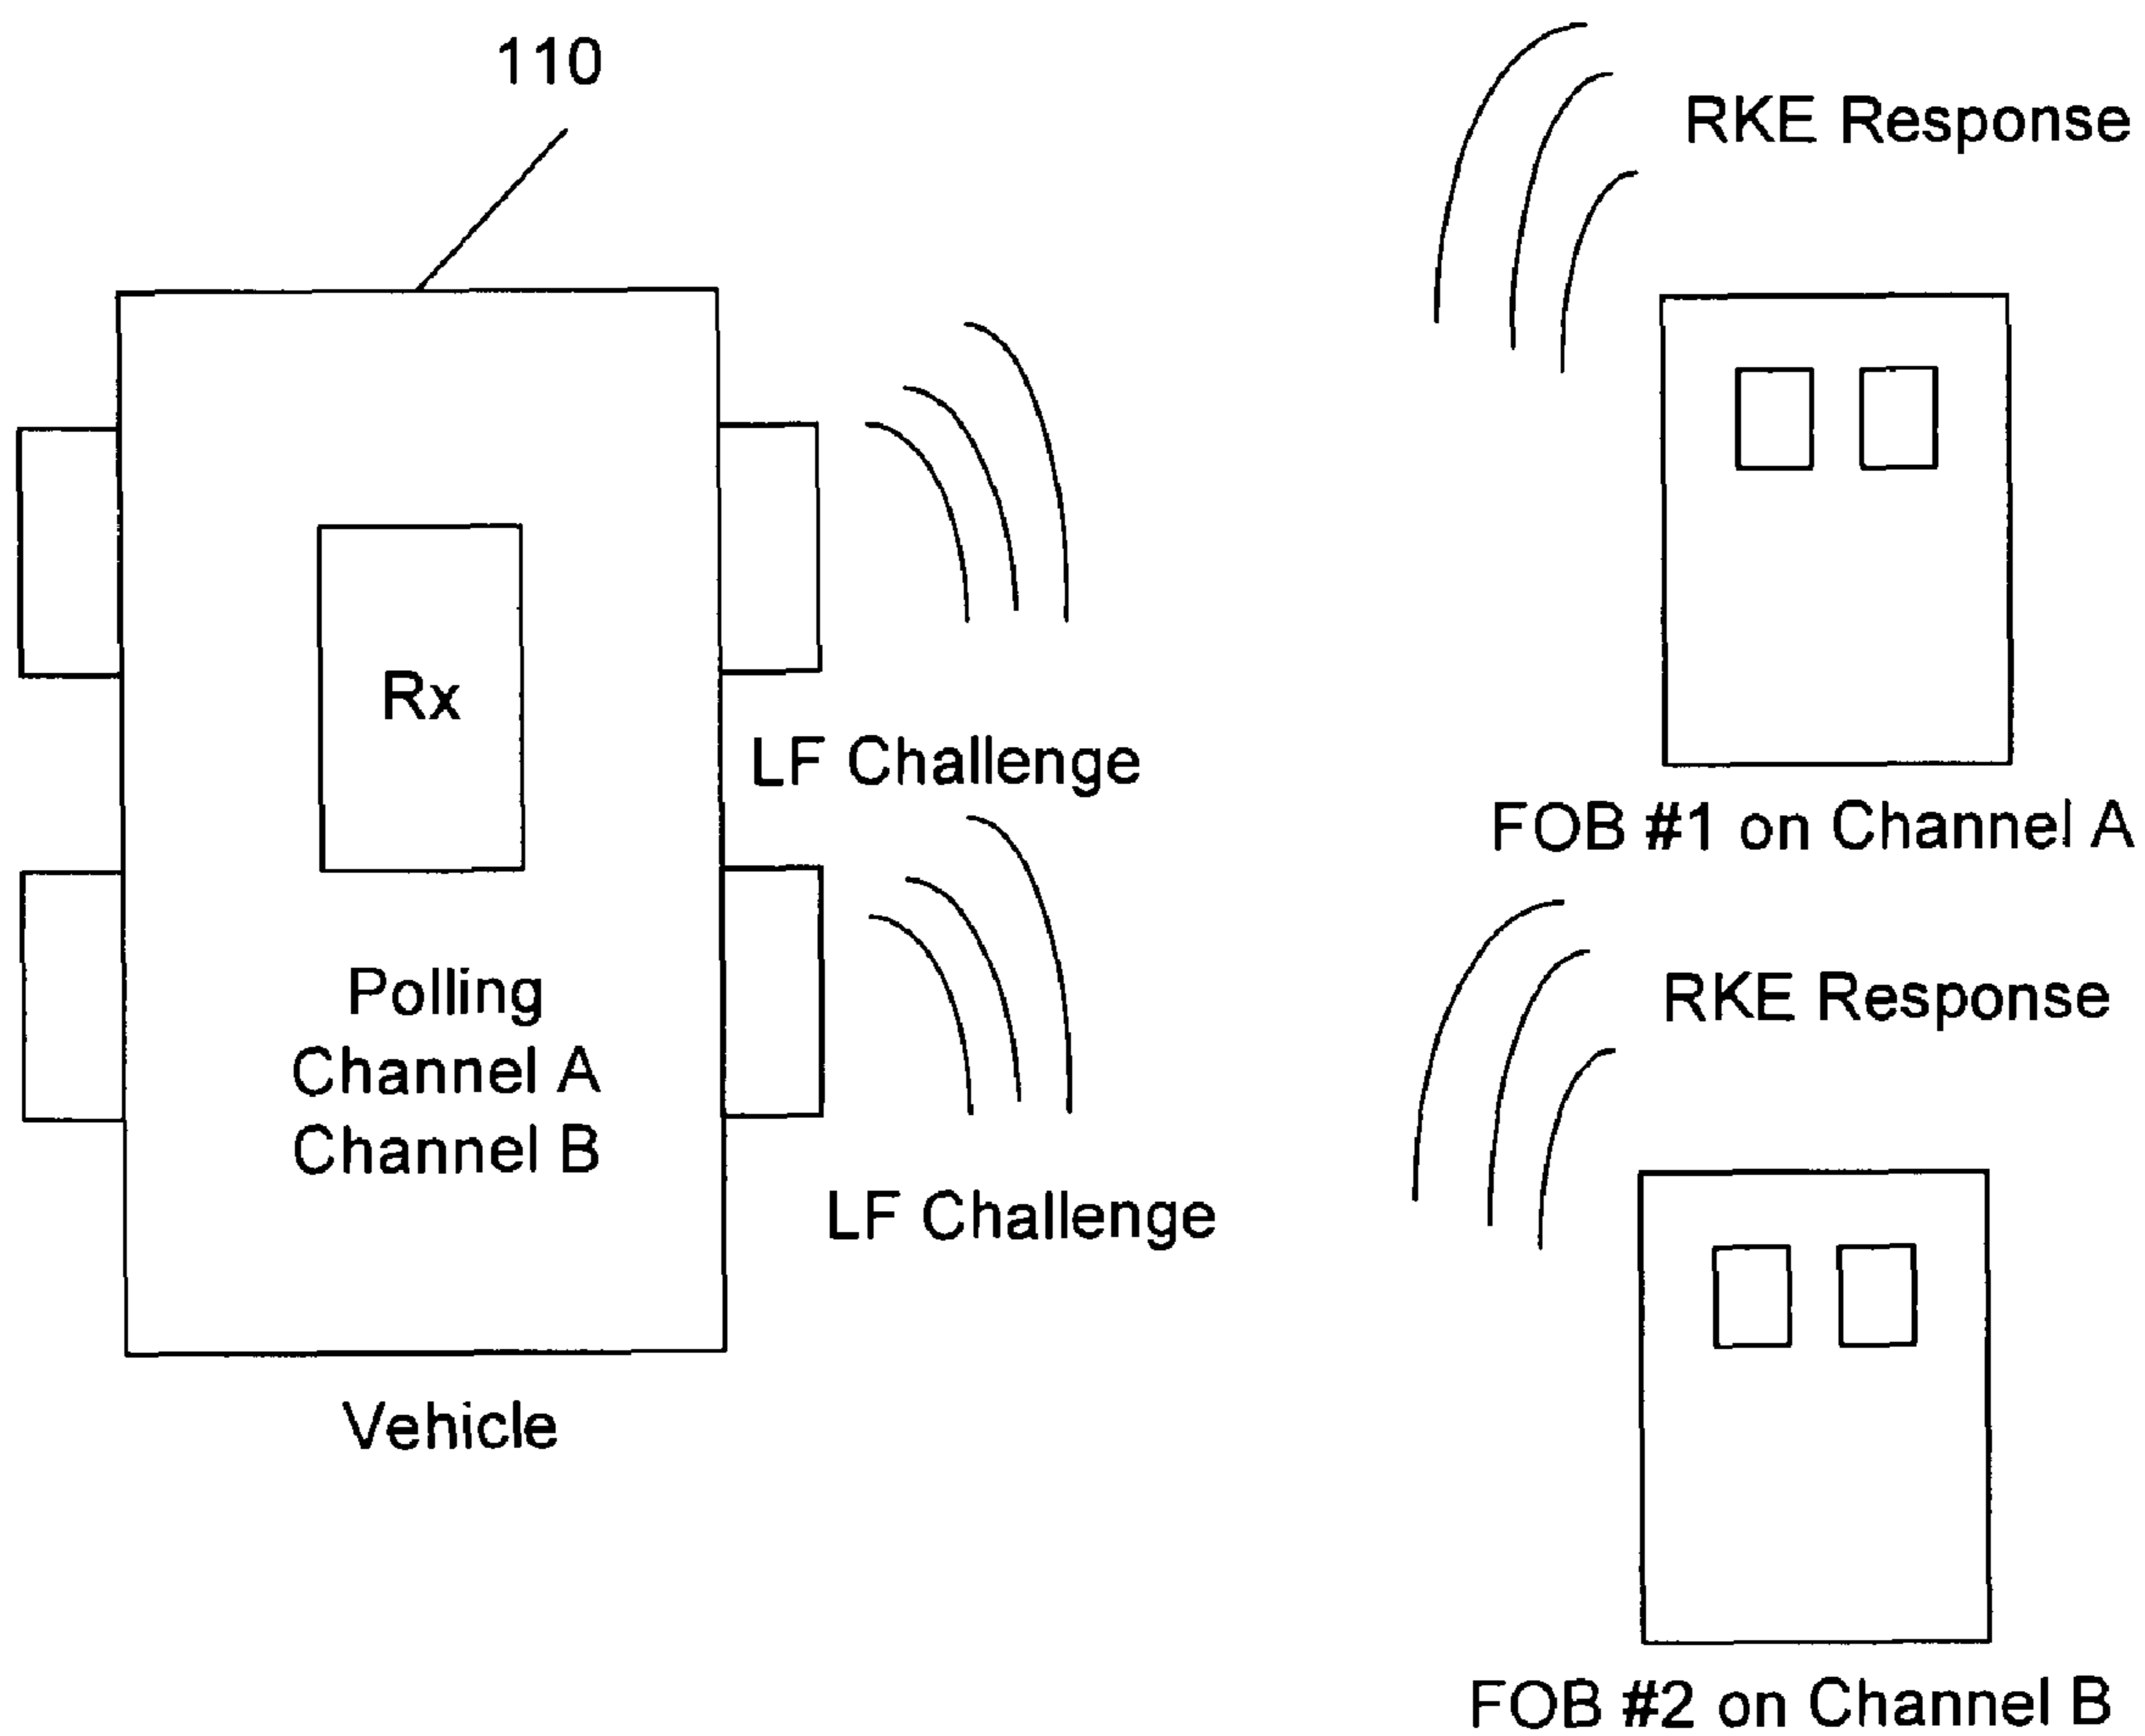 110
RKE Response
Rx
LF Challenge
FOB #1 on Channel A
Polling
Channel A
Channel B
RKE Response
LF Challenge
Vehicle
FOB #2 on Channel B